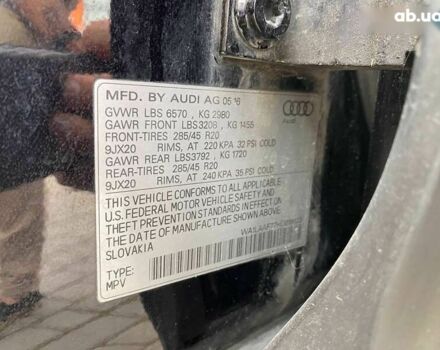 ab.ua
MFD. BY AUDI AG 05
GVWR LBS 6570 , KG 2980
Audi
GAWR FRONT LBS 3208 , KG 1455
FRONT-TIRES 285/45 R20
9JX20 RIMS, AT 220 KPA 32 PSI COLD
GAWR REAR LBS3792 , KG 1720
REAR-TIRES 285/45 R20
9JX20 RIMS, AT 240 KPA 35 PSI COLD
THIS VEHICLE CONFORMS TO ALL APPLICABLE
U.S. FEDERAL MOTOR VEHICLE SAFETY AND
THEFT PREVENTION STANDARDS IN EFFECT ON
THE DATE OF MANUFACTURE SHOWN ABOVE.
SLOVAKIA
TYPE:
MPV